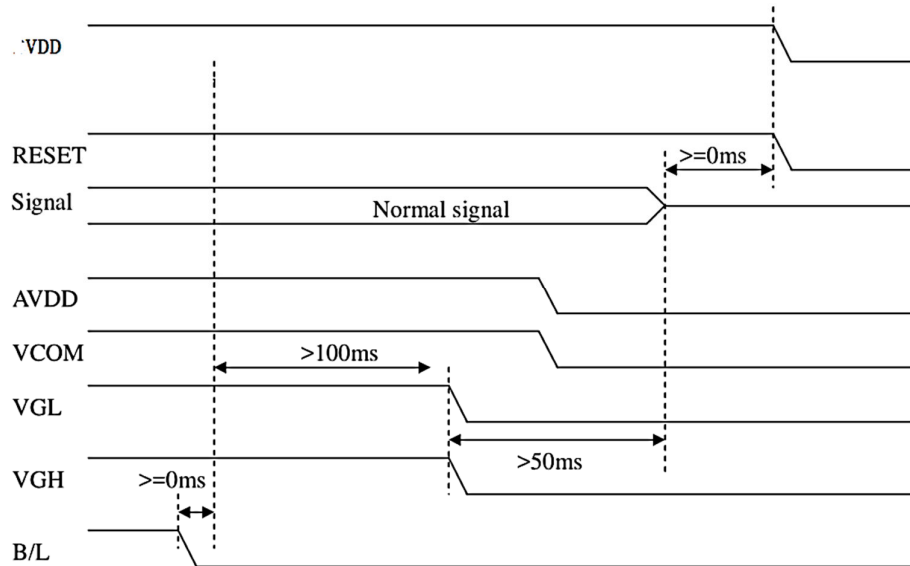 VDD
RESET
>=0ms
Signal
Normal signal
AVDD
VCOM
>100ms
VGL
>50ms
VGH
>=0ms
B/L